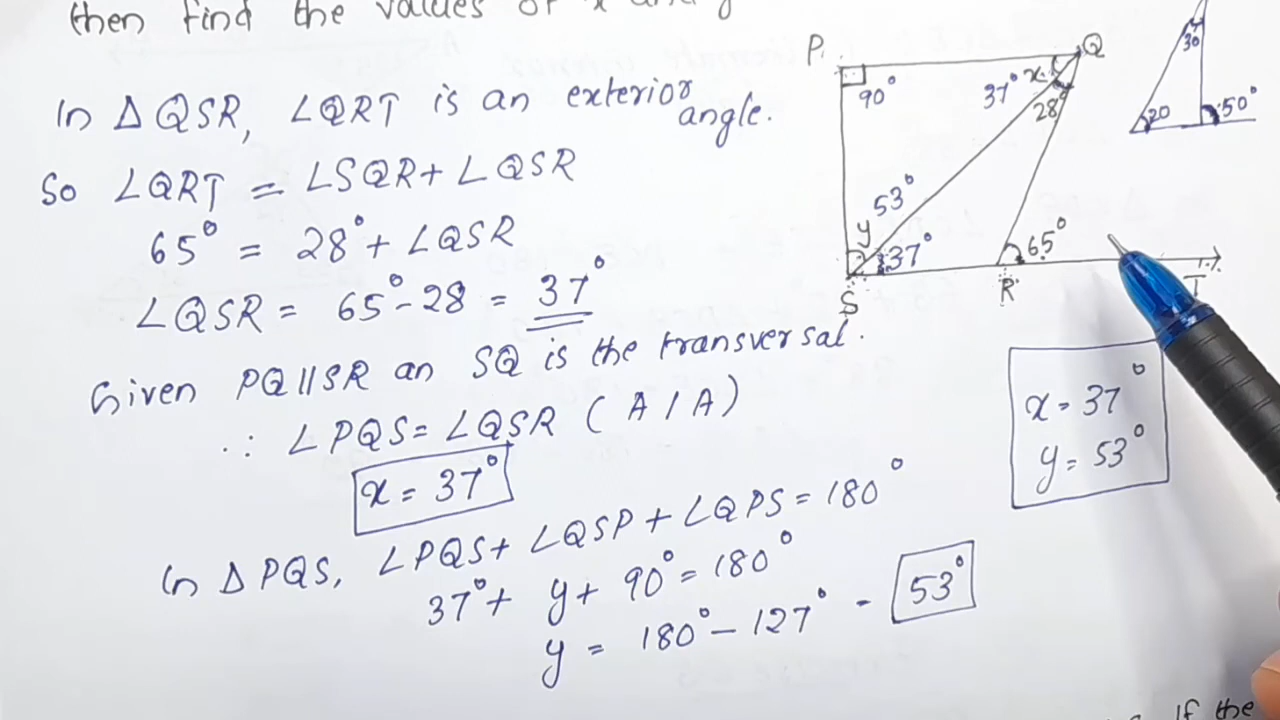 then find the values of x and y
In △QSR, ∠QRT is an exterior angle.
So ∠QRT = ∠SQR + ∠QSR
65° = 28° + ∠QSR
∠QSR = 65° - 28 = 37°
Given PQ || SR an SQ is the transversal.
∴ ∠PQS = ∠QSR (A I A)
x = 37°
In △PQS, ∠PQS + ∠QSP + ∠QPS = 180°
37° + y + 90° = 180°
y = 180° - 127° - 53°
P Q
90° 37° x
28°
53°
y
37° 65°
S R T
30
20 50°
x = 37°
y = 53°
If the